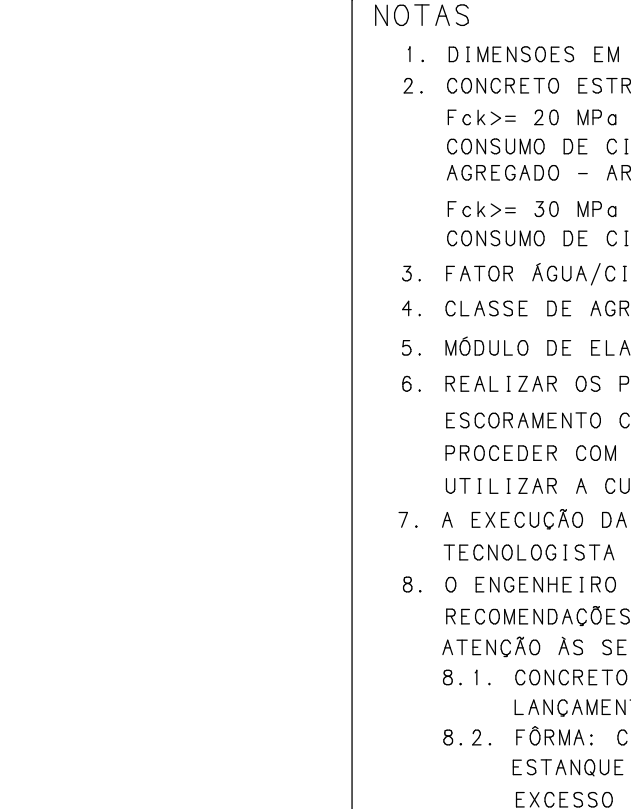 NOTAS
1. DIMENSOES EM
2. CONCRETO ESTR
Fck>= 20 MPa
CONSUMO DE CI
AGREGADO - AR
Fck>= 30 MPa
CONSUMO DE CI
3. FATOR ÁGUA/CI
4. CLASSE DE AGR
5. MÓDULO DE ELA
6. REALIZAR OS P
ESCORAMENTO C
PROCEDER COM
UTILIZAR A CU
7. A EXECUÇÃO DA
TECNOLOGISTA
8. O ENGENHEIRO
RECOMENDAÇÕES
ATENÇÃO ÀS SE
8.1. CONCRETO
LANÇAMENT
8.2. FÔRMA: C
ESTANQUE
EXCESSO